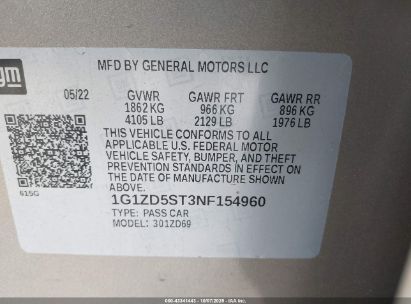 gm
MFD BY GENERAL MOTORS LLC
05/22 GVWR GAWR FRT GAWR RR
1862 KG 966 KG 896 KG
4105 LB 2129 LB 1976 LB
THIS VEHICLE CONFORMS TO ALL
APPLICABLE U.S. FEDERAL MOTOR
VEHICLE SAFETY, BUMPER, AND THEFT
PREVENTION STANDARDS IN EFFECT ON
THE DATE OF MANUFACTURE SHOWN
ABOVE.
615G
1G1ZD5ST3NF154960
TYPE: PASS CAR
MODEL: 301ZD69